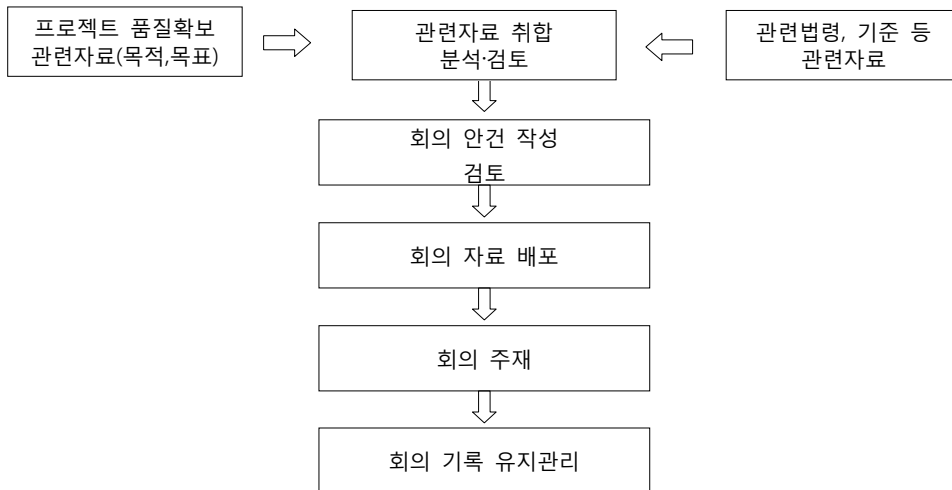 프로젝트 품질확보
관련자료(목적,목표)
관련자료 취합
분석·검토
관련법령, 기준 등
관련자료
회의 안건 작성
검토
회의 자료 배포
회의 주재
회의 기록 유지관리